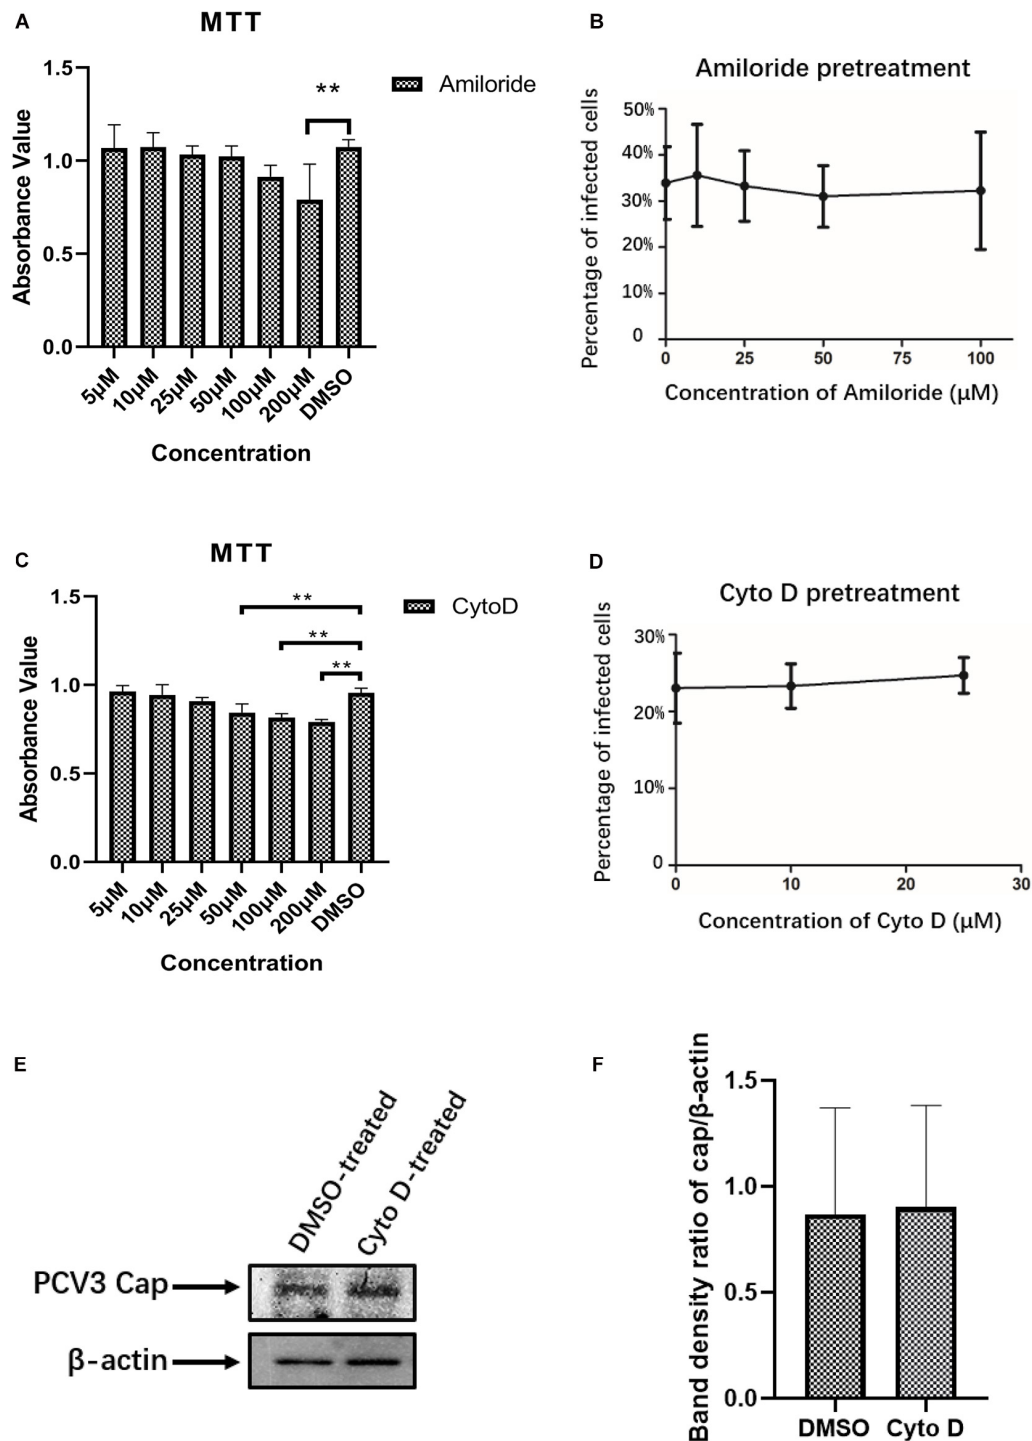 A
MTT
1.5
1.0
0.5
0.0
Absorbance Value
**
Amiloride
5μM
10μM
25μM
50μM
100μM
200μM
DMSO
Concentration
B
Amiloride pretreatment
Percentage of infected cells
50%
40%
30%
20%
10%
0
0
25
50
75
100
Concentration of Amiloride (μM)
C
MTT
1.5
1.0
0.5
0.0
Absorbance Value
**
**
**
CytoD
5μM
10μM
25μM
50μM
100μM
200μM
DMSO
Concentration
D
Cyto D pretreatment
Percentage of infected cells
30%
20%
10%
0
0
10
20
30
Concentration of Cyto D (μM)
E
DMSO-treated
Cyto D-treated
PCV3 Cap
β-actin
F
Band density ratio of cap/β-actin
1.5
1.0
0.5
0.0
DMSO
Cyto D